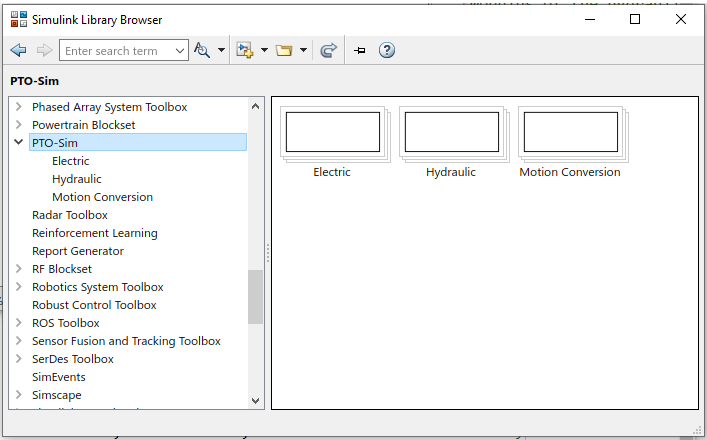 Simulink Library Browser
Enter search term
PTO-Sim
Phased Array System Toolbox
Powertrain Blockset
PTO-Sim
Electric
Hydraulic
Motion Conversion
Radar Toolbox
Reinforcement Learning
Report Generator
RF Blockset
Robotics System Toolbox
Robust Control Toolbox
ROS Toolbox
Sensor Fusion and Tracking Toolbox
SerDes Toolbox
SimEvents
Simscape
Electric
Hydraulic
Motion Conversion